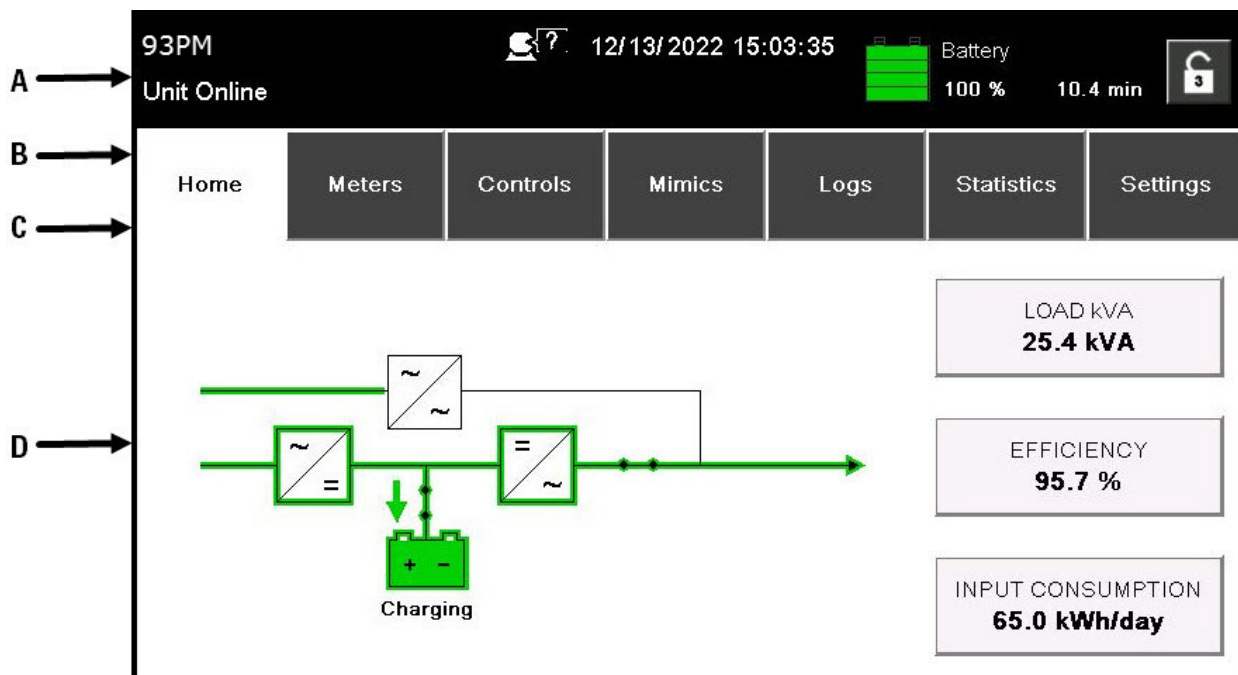 93PM
? 12/13/2022 15:03:35
Battery
Unit Online
100 % 10.4 min
3
A
B
Home Meters Controls Mimics Logs Statistics Settings
C
LOAD kVA
25.4 kVA
~
~
D
~
=
=
~
EFFICIENCY
95.7 %
+ -
Charging
INPUT CONSUMPTION
65.0 kWh/day